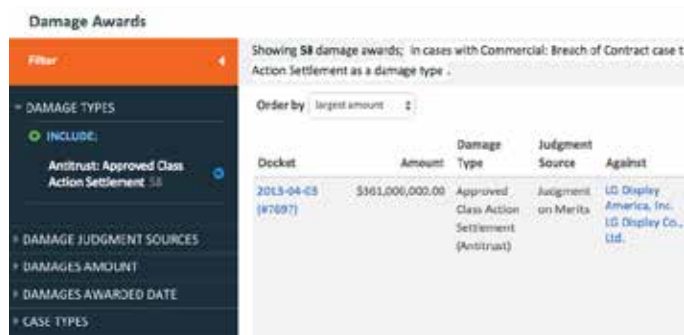 Damage Awards
Filter
Showing 58 damage awards; in cases with Commercial: Breach of Contract case t
Action Settlement as a damage type .
Order by largest amount
DAMAGE TYPES
INCLUDE:
Antitrust: Approved Class
Action Settlement 58
DAMAGE JUDGMENT SOURCES
DAMAGES AMOUNT
DAMAGES AWARDED DATE
CASE TYPES
Docket Amount Damage Type Judgment Source Against
2013-04-03 $361,000,000.00 Approved Judgment LG Display
(#7697) Class Action on Merits America, Inc.
Settlement LG Display Co.,
(Antitrust) Ltd.